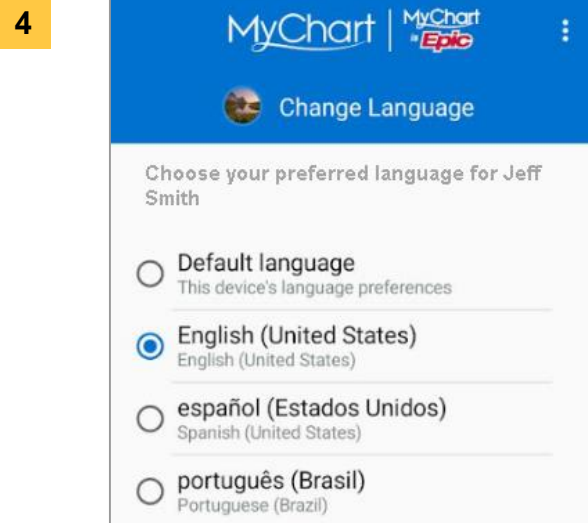 4
MyChart | MyChart
by Epic
Change Language
Choose your preferred language for Jeff
Smith
Default language
This device's language preferences
English (United States)
English (United States)
español (Estados Unidos)
Spanish (United States)
português (Brasil)
Portuguese (Brazil)